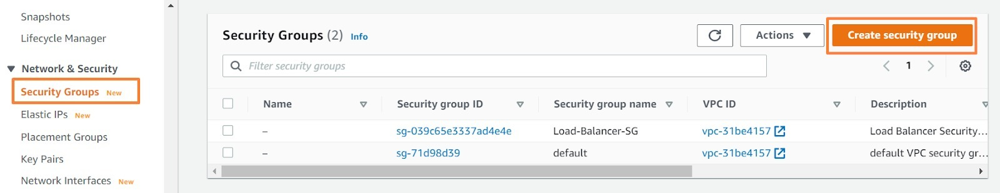 Snapshots
Lifecycle Manager
Network & Security
Security Groups New
Elastic IPs New
Placement Groups
Key Pairs
Network Interfaces New
Security Groups (2) Info
Actions
Create security group
Filter security groups
1
Name Security group ID Security group name VPC ID Description
– sg-039c65e3337ad4e4e Load-Balancer-SG vpc-31be4157 Load Balancer Security...
– sg-71d98d39 default vpc-31be4157 default VPC security gr...